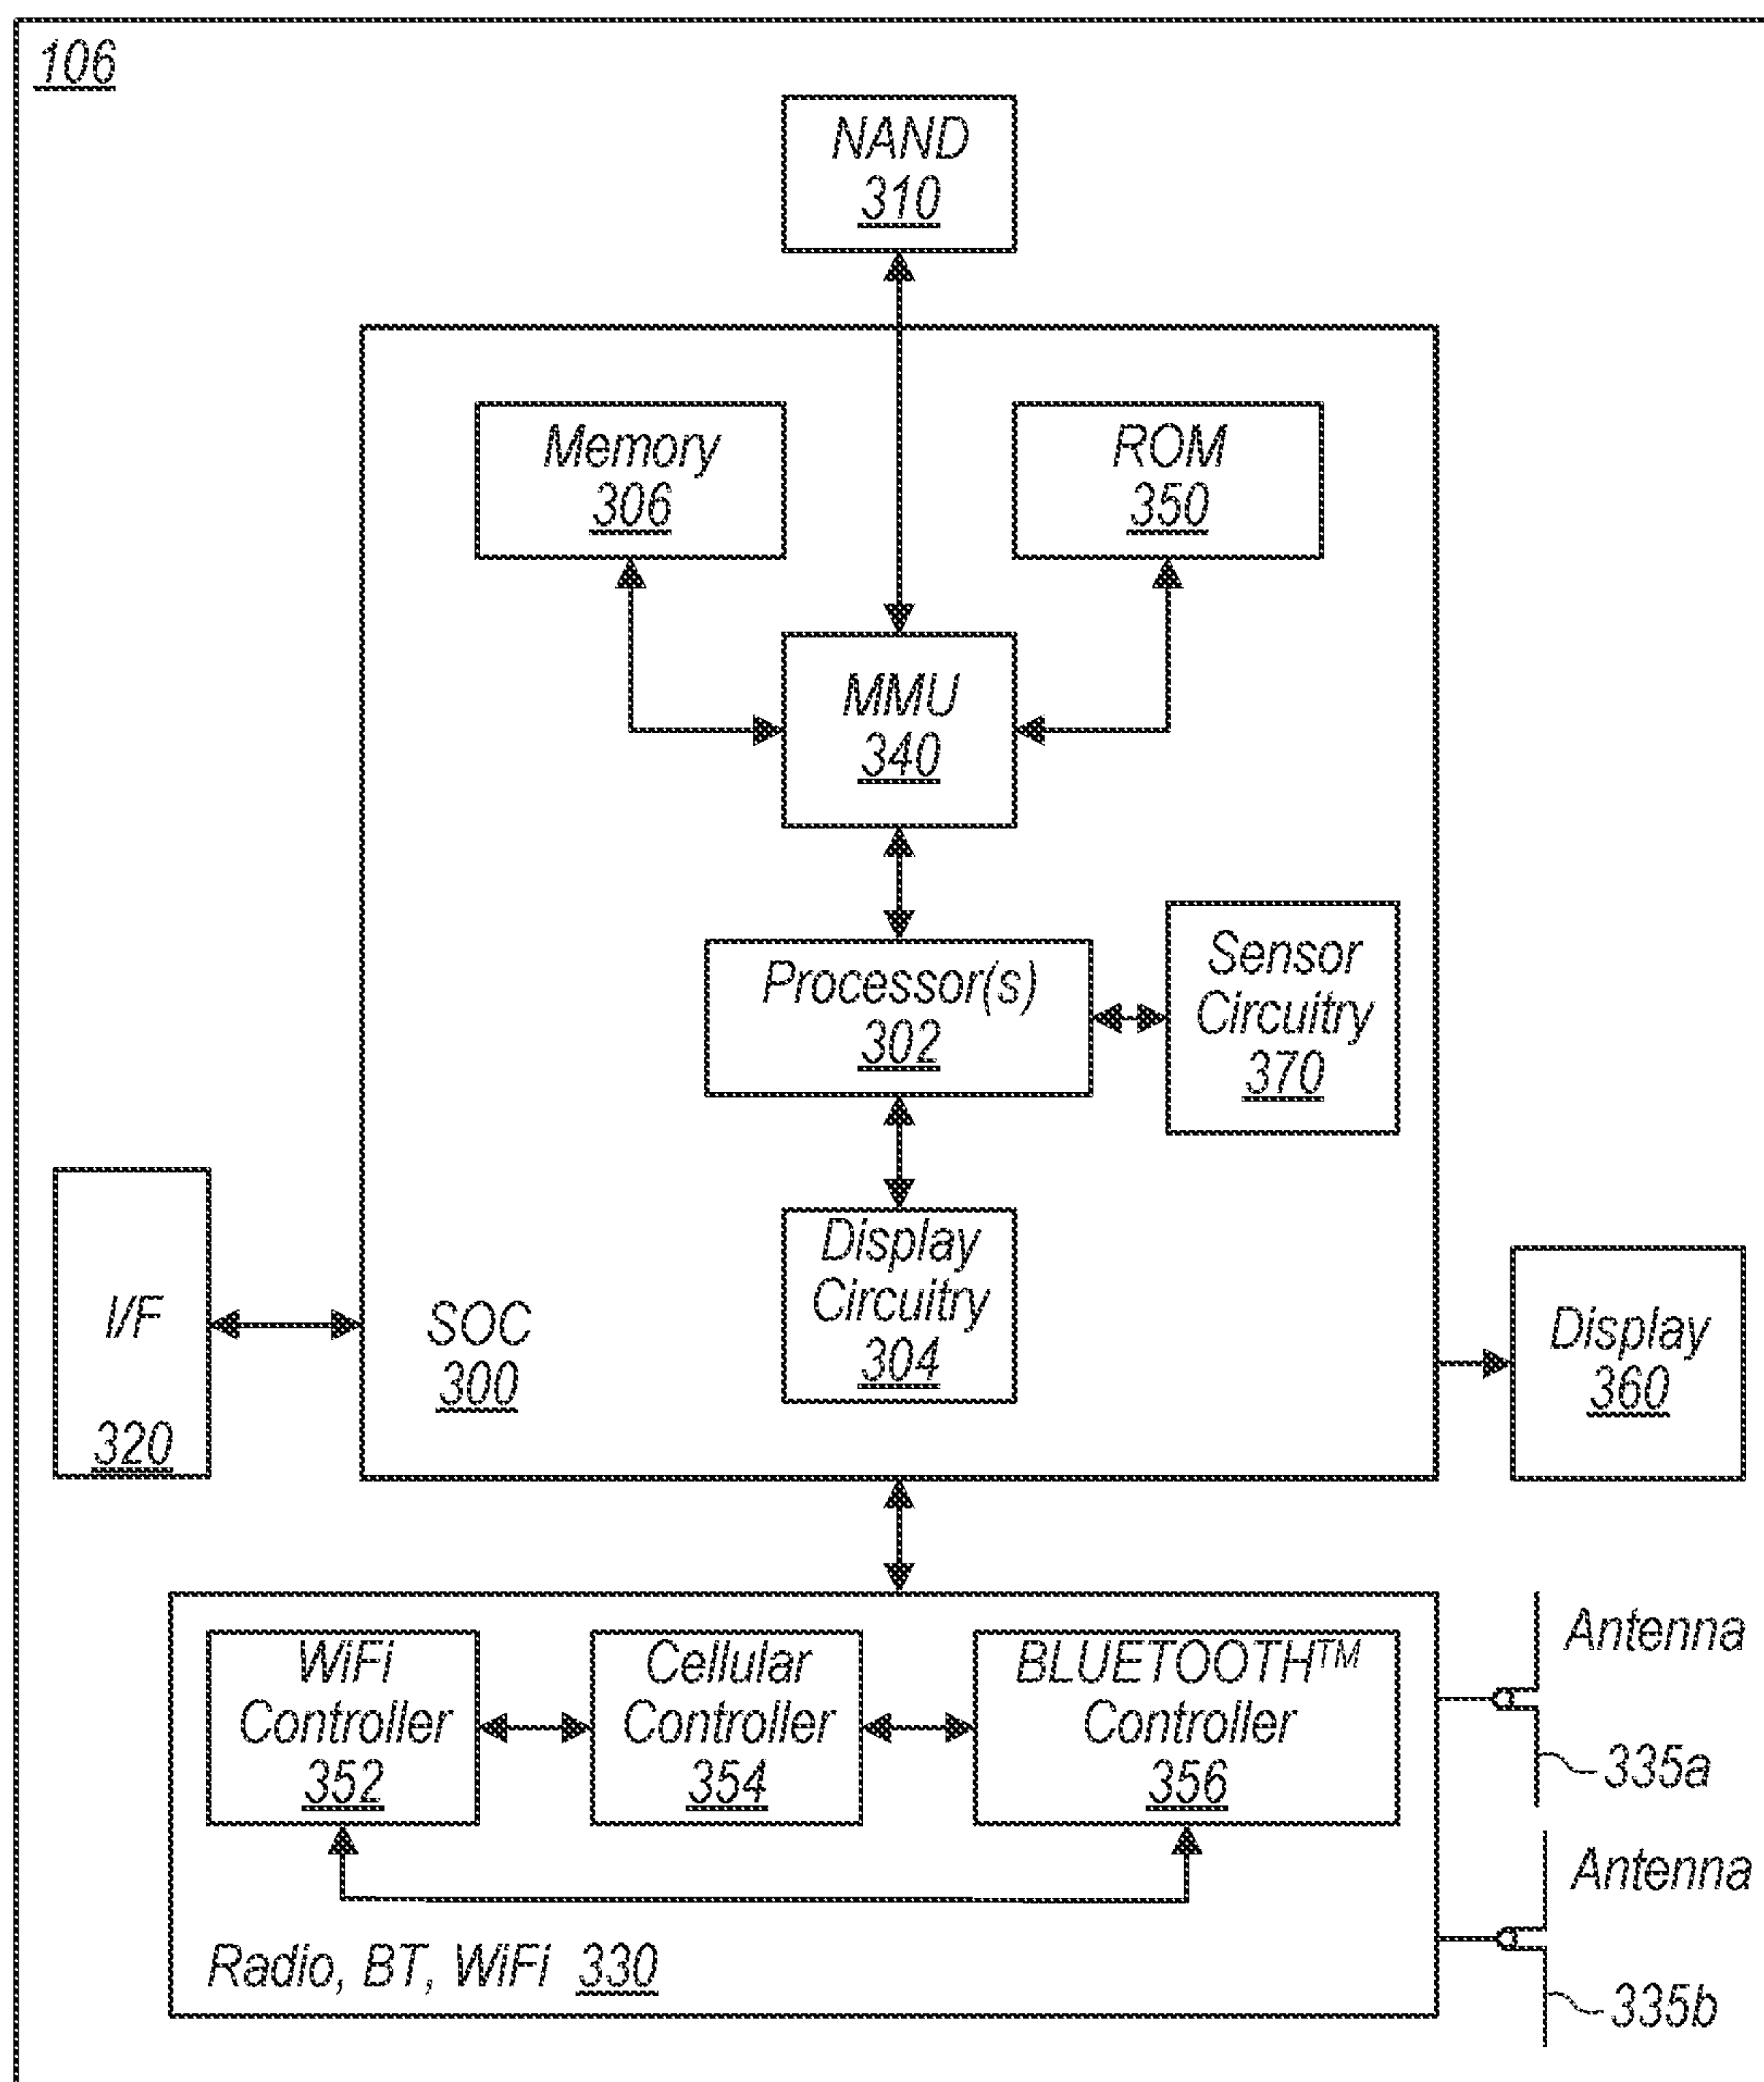 106
NAND
310
Memory
306
ROM
350
MMU
340
Processor(s)
302
Sensor
Circuitry
370
Display
Circuitry
304
I/F
320
SOC
300
Display
360
WiFi
Controller
352
Cellular
Controller
354
BLUETOOTH™
Controller
356
Antenna
335a
Antenna
335b
Radio, BT, WiFi 330